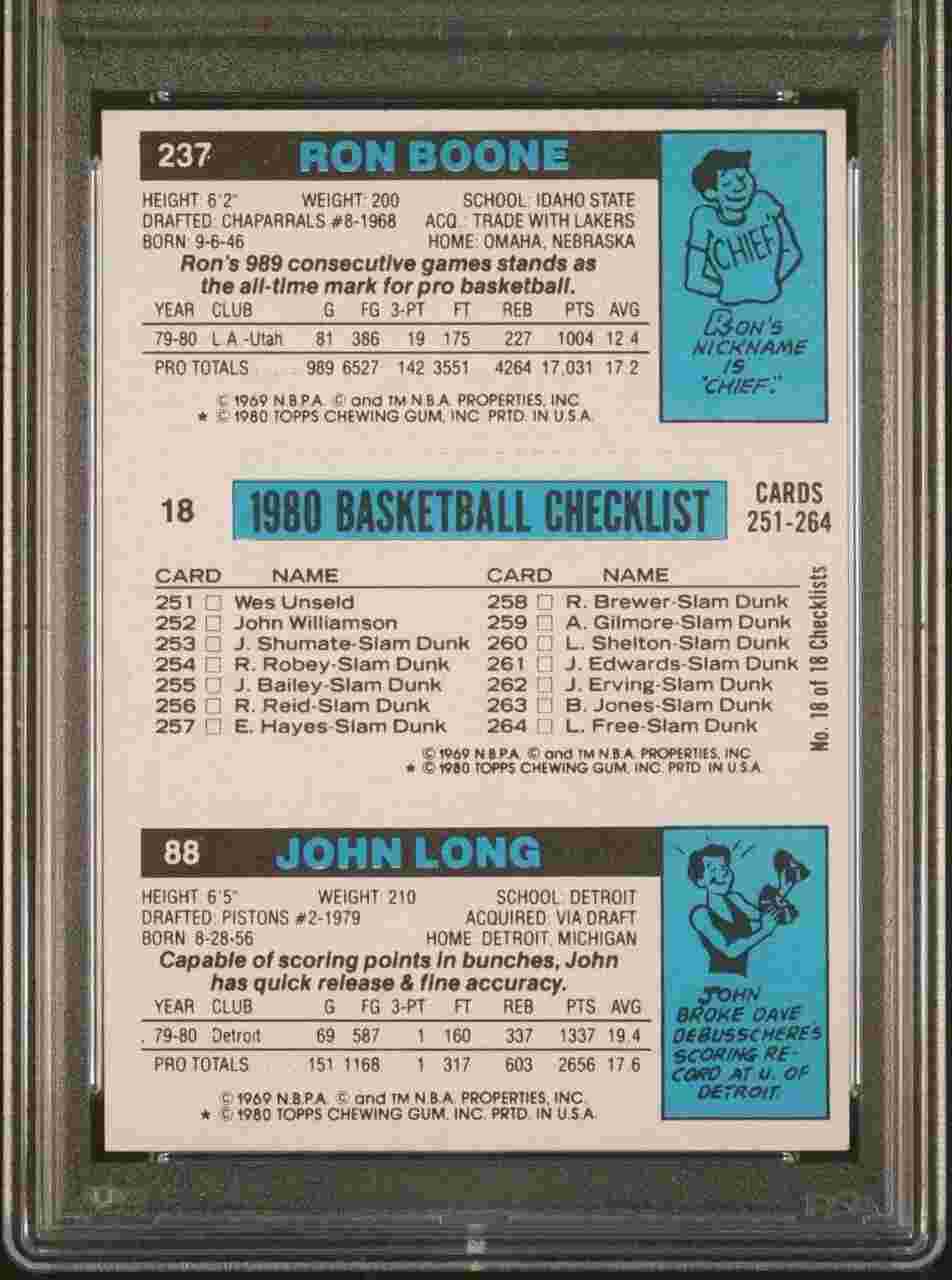 237 RON BOONE
HEIGHT: 6'2" WEIGHT: 200 SCHOOL: IDAHO STATE
DRAFTED: CHAPARRALS #8-1968 ACQ.: TRADE WITH LAKERS
BORN: 9-6-46 HOME: OMAHA, NEBRASKA
Ron's 989 consecutive games stands as
the all-time mark for pro basketball.
YEAR CLUB G FG 3-PT FT REB PTS AVG
79-80 L.A.-Utah 81 386 19 175 227 1004 12.4
PRO TOTALS 989 6527 142 3551 4264 17,031 17.2
© 1969 N.B.P.A. © and TM N.B.A. PROPERTIES, INC.
* © 1980 TOPPS CHEWING GUM, INC. PRTD. IN U.S.A.
CHIEF
RON'S
NICKNAME
IS
"CHIEF."
18 1980 BASKETBALL CHECKLIST CARDS
251-264
CARD NAME CARD NAME
251 □ Wes Unseld 258 □ R. Brewer-Slam Dunk
252 □ John Williamson 259 □ A. Gilmore-Slam Dunk
253 □ J. Shumate-Slam Dunk 260 □ L. Shelton-Slam Dunk
254 □ R. Robey-Slam Dunk 261 □ J. Edwards-Slam Dunk
255 □ J. Bailey-Slam Dunk 262 □ J. Erving-Slam Dunk
256 □ R. Reid-Slam Dunk 263 □ B. Jones-Slam Dunk
257 □ E. Hayes-Slam Dunk 264 □ L. Free-Slam Dunk
No. 18 of 18 Checklists
© 1969 N.B.P.A. © and TM N.B.A. PROPERTIES, INC.
* © 1980 TOPPS CHEWING GUM, INC. PRTD. IN U.S.A.
88 JOHN LONG
HEIGHT: 6'5" WEIGHT: 210 SCHOOL: DETROIT
DRAFTED: PISTONS #2-1979 ACQUIRED: VIA DRAFT
BORN: 8-28-56 HOME: DETROIT, MICHIGAN
Capable of scoring points in bunches, John
has quick release & fine accuracy.
YEAR CLUB G FG 3-PT FT REB PTS AVG
79-80 Detroit 69 587 1 160 337 1337 19.4
PRO TOTALS 151 1168 1 317 603 2656 17.6
© 1969 N.B.P.A. © and TM N.B.A. PROPERTIES, INC.
* © 1980 TOPPS CHEWING GUM, INC. PRTD. IN U.S.A.
JOHN
BROKE DAVE
DEBUSSCHERE'S
SCORING RE-
CORD AT U. OF
DETROIT.